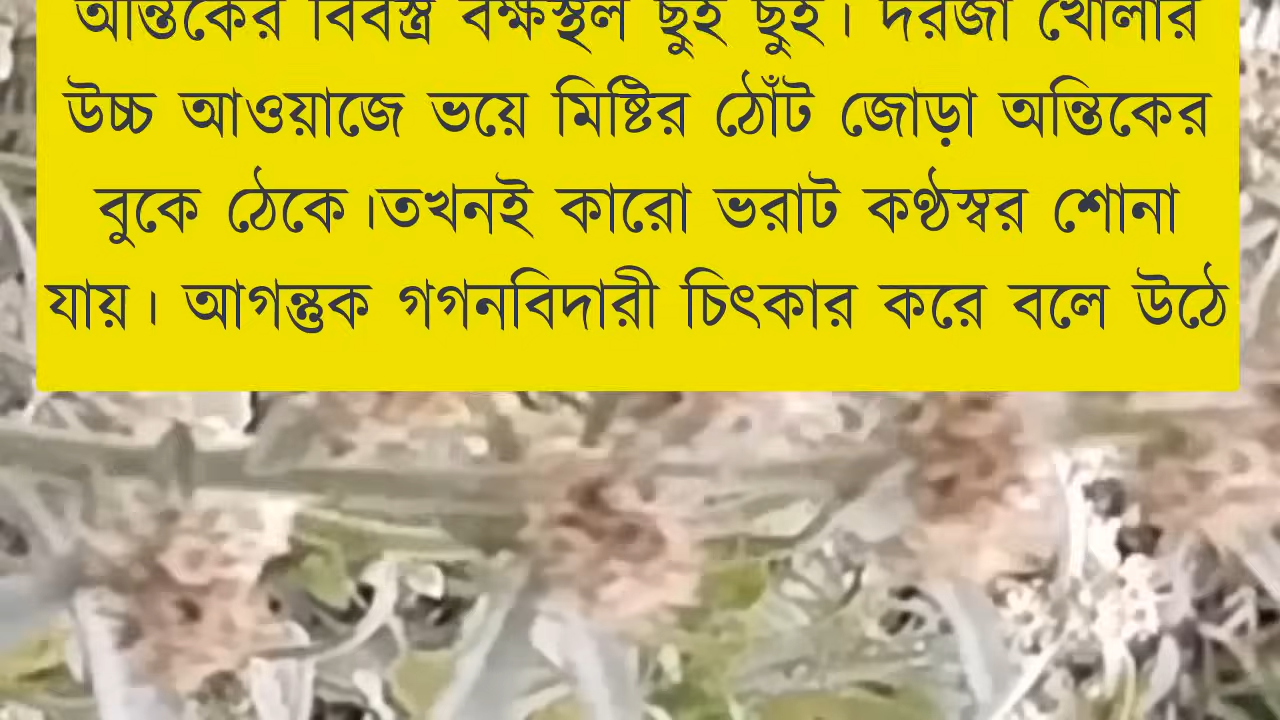 অন্তিকের বিবস্ত্র বক্ষস্থল ছুঁই ছুঁই। দরজা খোলার
উচ্চ আওয়াজে ভয়ে মিষ্টির ঠোঁট জোড়া অন্তিকের
বুকে ঠেকে।তখনই কারো ভরাট কণ্ঠস্বর শোনা
যায়। আগন্তুক গগনবিদারী চিৎকার করে বলে উঠে